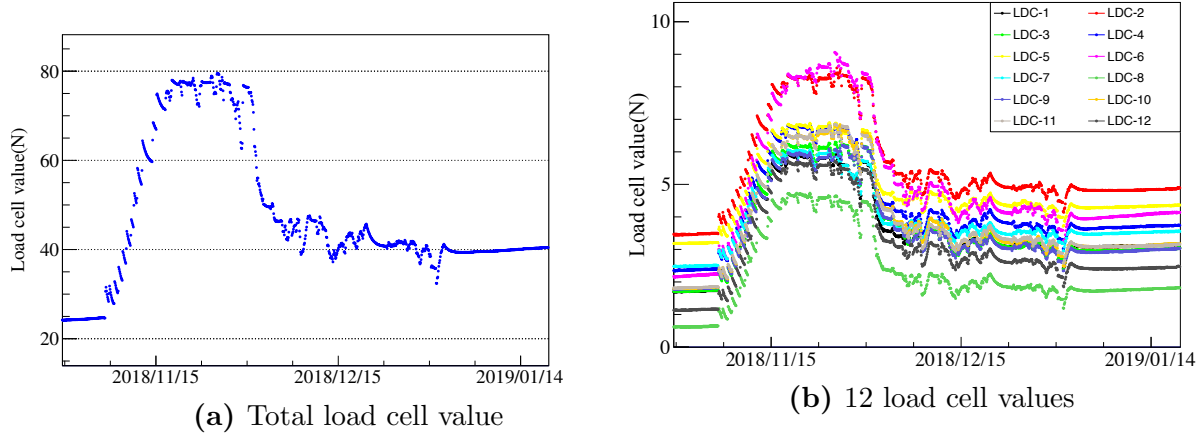 Load cell value(N)
80
60
40
20
2018/11/15 2018/12/15 2019/01/14
(a) Total load cell value
Load cell value(N)
10
5
0
LDC-1 LDC-2
LDC-3 LDC-4
LDC-5 LDC-6
LDC-7 LDC-8
LDC-9 LDC-10
LDC-11 LDC-12
2018/11/15 2018/12/15 2019/01/14
(b) 12 load cell values